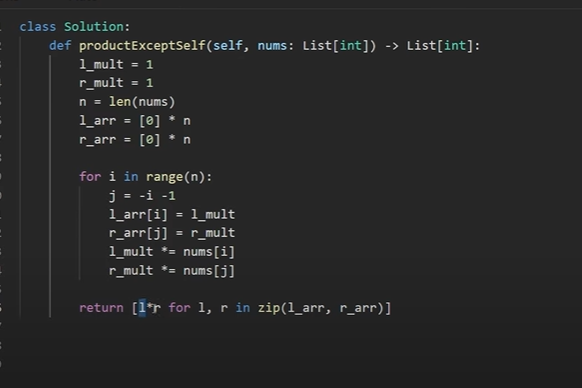 class Solution:
    def productExceptSelf(self, nums: List[int]) -> List[int]:
        l_mult = 1
        r_mult = 1
        n = len(nums)
        l_arr = [0] * n
        r_arr = [0] * n

        for i in range(n):
            j = -i -1
            l_arr[i] = l_mult
            r_arr[j] = r_mult
            l_mult *= nums[i]
            r_mult *= nums[j]

        return [l*r for l, r in zip(l_arr, r_arr)]